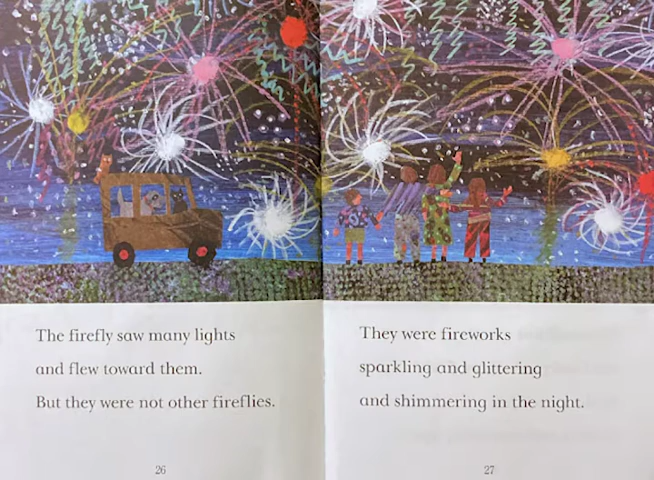 The firefly saw many lights
and flew toward them.
But they were not other fireflies.
26
They were fireworks
sparkling and glittering
and shimmering in the night.
27